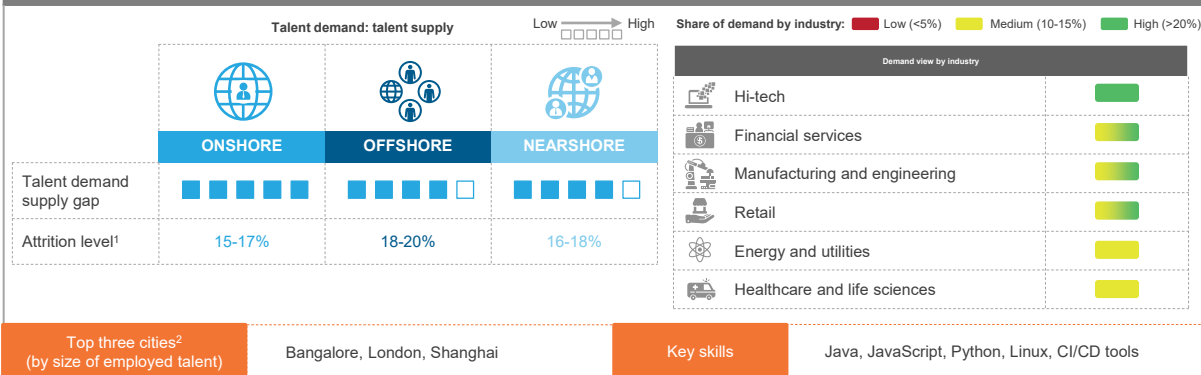 Talent demand: talent supply
Low High
ONSHORE OFFSHORE NEARSHORE
Talent demand
supply gap
Attrition level¹ 15-17% 18-20% 16-18%
Share of demand by industry: Low (<5%) Medium (10-15%) High (>20%)
Demand view by industry
Hi-tech
Financial services
Manufacturing and engineering
Retail
Energy and utilities
Healthcare and life sciences
Top three cities²
(by size of employed talent)
Bangalore, London, Shanghai
Key skills
Java, JavaScript, Python, Linux, CI/CD tools